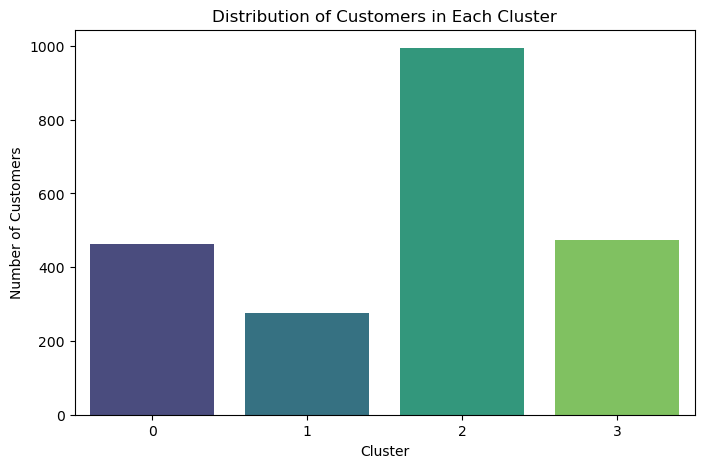 Distribution of Customers in Each Cluster
Number of Customers
1000
800
600
400
200
0
0 1 2 3
Cluster